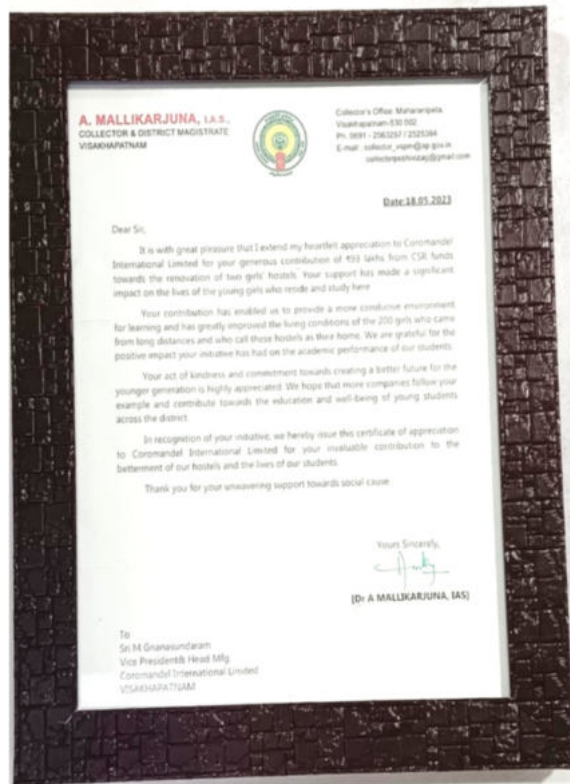 A. MALLIKARJUNA, I.A.S.,
COLLECTOR & DISTRICT MAGISTRATE
VISAKHAPATNAM
Collector's Office, Maharanipeta,
Visakhapatnam-530 002
Ph. 0891 - 2563257 / 2525384
E-mail : collector_vspm@ap.gov.in
Date:18.05.2023
Dear Sir,
It is with great pleasure that I extend my heartfelt appreciation to Coromandel
International Limited for your generous contribution of ₹93 lakhs from CSR funds
towards the renovation of two girls' hostels. Your support has made a significant
impact on the lives of the young girls who reside and study here.
Your contribution has enabled us to provide a more conducive environment
for learning and has greatly improved the living conditions of the 200 girls who came
from long distances and who call these hostels as their home. We are grateful for the
positive impact your initiative has had on the academic performance of our students.
Your act of kindness and commitment towards creating a better future for the
younger generation is highly appreciated. We hope that more companies follow your
example and contribute towards the education and well-being of young students
across the district.
In recognition of your initiative, we hereby issue this certificate of appreciation
to Coromandel International Limited for your invaluable contribution to the
betterment of our hostels and the lives of our students.
Thank you for your unwavering support towards social cause.
Yours Sincerely,
(Dr A MALLIKARJUNA, IAS)
To
Sri M Gnanasundaram
Vice President& Head Mfg.
Coromandel International Limited
VISAKHAPATNAM